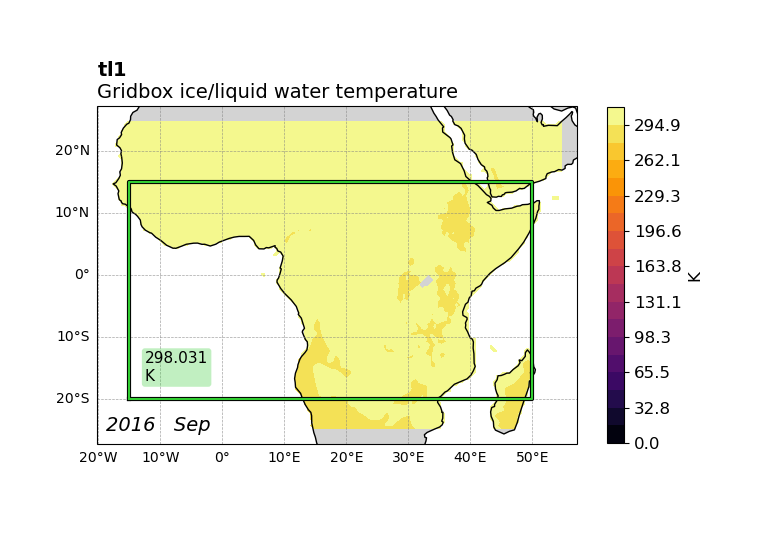 tl1
Gridbox ice/liquid water temperature
20°N
10°N
0°
10°S
20°S
298.031
K
2016 Sep
20°W 10°W 0° 10°E 20°E 30°E 40°E 50°E
294.9
262.1
229.3
196.6
163.8
131.1
98.3
65.5
32.8
0.0
K